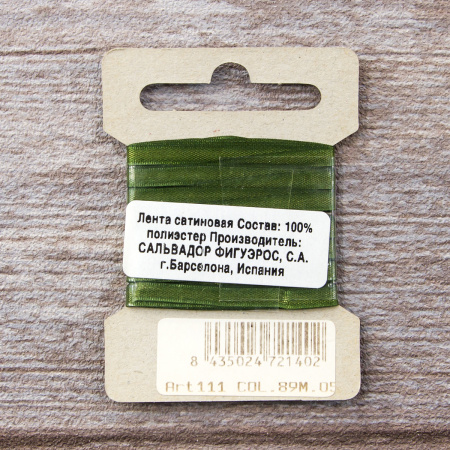 Лента сатиновая Состав: 100%
полиэстер Производитель:
САЛЬВАДОР ФИГУЭРОС, С.А.
г.Барселона, Испания
8 435024 721402
Art111 COL.89M.05